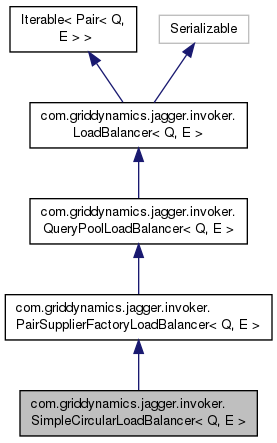 Iterable< Pair< Q,
E > >
Serializable
com.griddynamics.jagger.invoker.
LoadBalancer< Q, E >
com.griddynamics.jagger.invoker.
QueryPoolLoadBalancer< Q, E >
com.griddynamics.jagger.invoker.
PairSupplierFactoryLoadBalancer< Q, E >
com.griddynamics.jagger.invoker.
SimpleCircularLoadBalancer< Q, E >